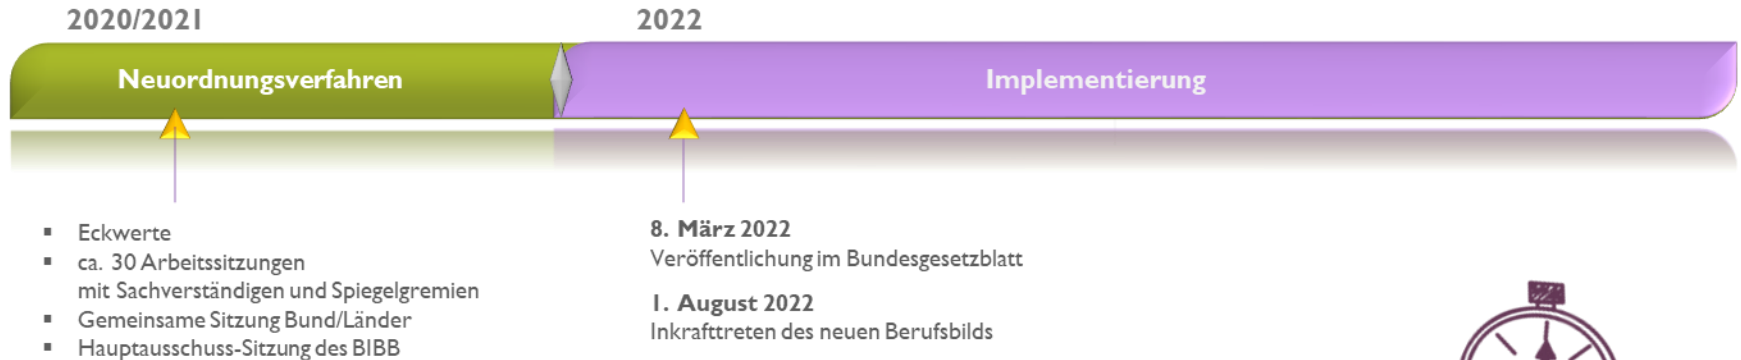 2020/2021
2022
Neuordnungsverfahren
Implementierung
▪ Eckwerte
▪ ca. 30 Arbeitssitzungen
mit Sachverständigen und Spiegelgremien
▪ Gemeinsame Sitzung Bund/Länder
▪ Hauptausschuss-Sitzung des BIBB
8. März 2022
Veröffentlichung im Bundesgesetzblatt
1. August 2022
Inkrafttreten des neuen Berufsbilds